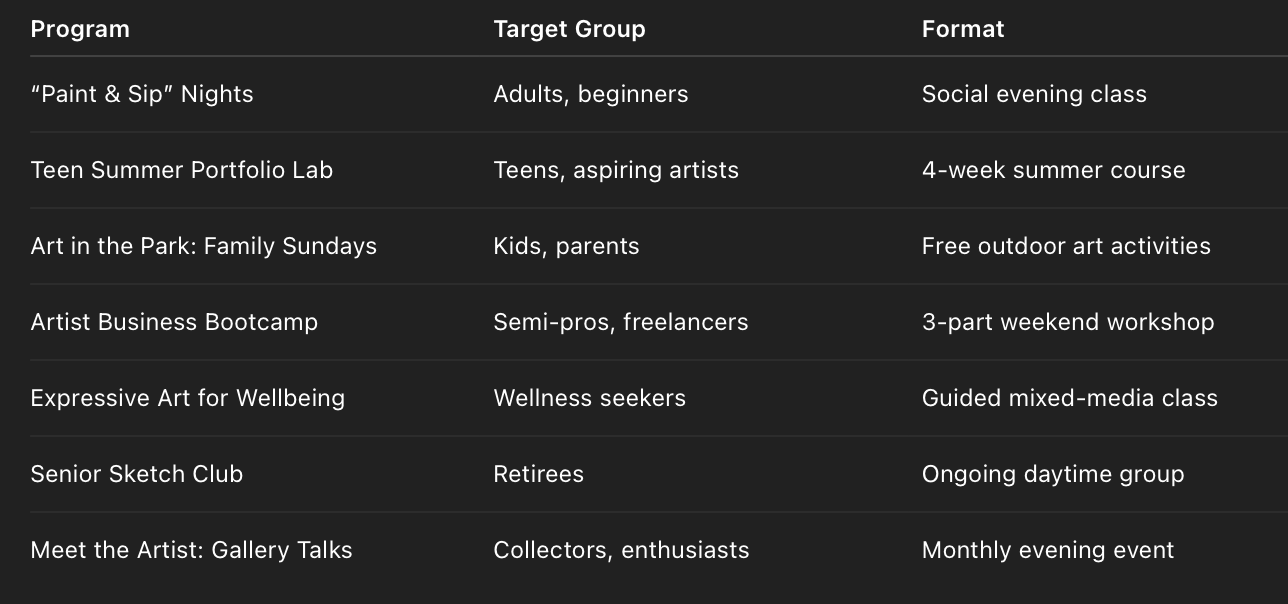 Program Target Group Format
“Paint & Sip” Nights Adults, beginners Social evening class
Teen Summer Portfolio Lab Teens, aspiring artists 4-week summer course
Art in the Park: Family Sundays Kids, parents Free outdoor art activities
Artist Business Bootcamp Semi-pros, freelancers 3-part weekend workshop
Expressive Art for Wellbeing Wellness seekers Guided mixed-media class
Senior Sketch Club Retirees Ongoing daytime group
Meet the Artist: Gallery Talks Collectors, enthusiasts Monthly evening event